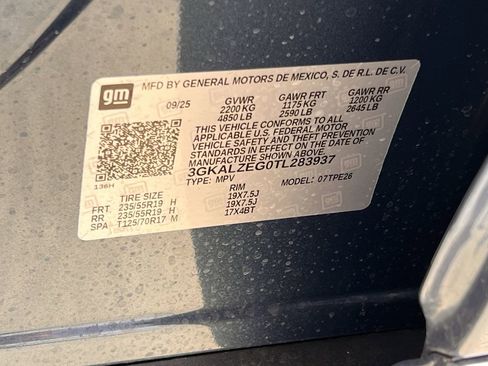 gm
MFD BY GENERAL MOTORS DE MEXICO, S. DE R.L. DE C.V.
09/25 GVWR GAWR FRT GAWR RR
2200 KG 1175 KG 1200 KG
4850 LB 2590 LB 2645 LB
THIS VEHICLE CONFORMS TO ALL
APPLICABLE U.S. FEDERAL MOTOR
VEHICLE SAFETY AND THEFT PREVENTION
STANDARDS IN EFFECT ON THE DATE OF
MANUFACTURE SHOWN ABOVE.
3GKALZEG0TL283937
TYPE: MPV MODEL: 07TPE26
136H
TIRE SIZE RIM
FRT: 235/55R19 H 19X7.5J
RR 235/55R19 H 19X7.5J
SPA T125/70R17 M 17X4BT